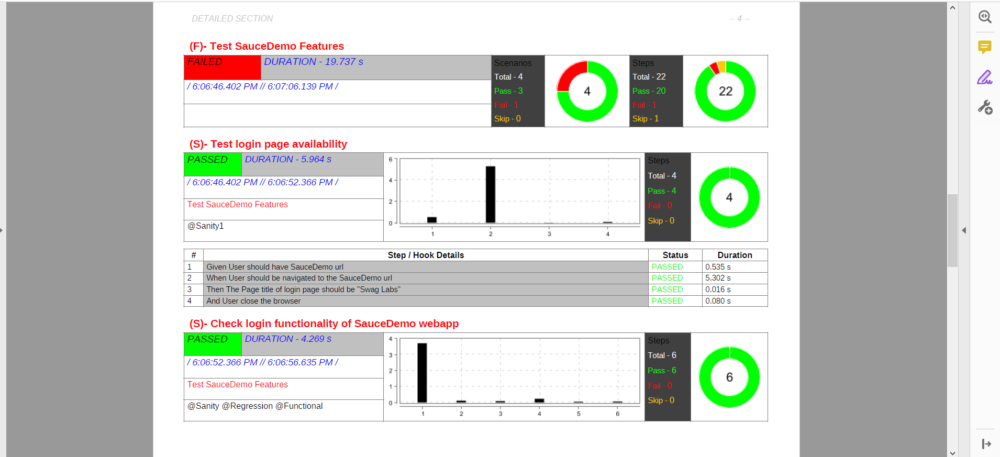 DETAILED SECTION -- 4 --
(F)- Test SauceDemo Features
FAILED DURATION - 19.737 s
/ 6:06:46.402 PM // 6:07:06.139 PM /
Scenarios
Total - 4
Pass - 3
Fail - 1
Skip - 0
4
Steps
Total - 22
Pass - 20
Fail - 1
Skip - 1
22
(S)- Test login page availability
PASSED DURATION - 5.964 s
/ 6:06:46.402 PM // 6:06:52.366 PM /
Test SauceDemo Features
@Sanity1
6
4
2
0
1 2 3 4
Steps
Total - 4
Pass - 4
Fail - 0
Skip - 0
4
# Step / Hook Details Status Duration
1 Given User should have SauceDemo url PASSED 0.535 s
2 When User should be navigated to the SauceDemo url PASSED 5.302 s
3 Then The Page title of login page should be "Swag Labs" PASSED 0.016 s
4 And User close the browser PASSED 0.080 s
(S)- Check login functionality of SauceDemo webapp
PASSED DURATION - 4.269 s
/ 6:06:52.366 PM // 6:06:56.635 PM /
Test SauceDemo Features
@Sanity @Regression @Functional
4
3
2
1
0
1 2 3 4 5 6
Steps
Total - 6
Pass - 6
Fail - 0
Skip - 0
6